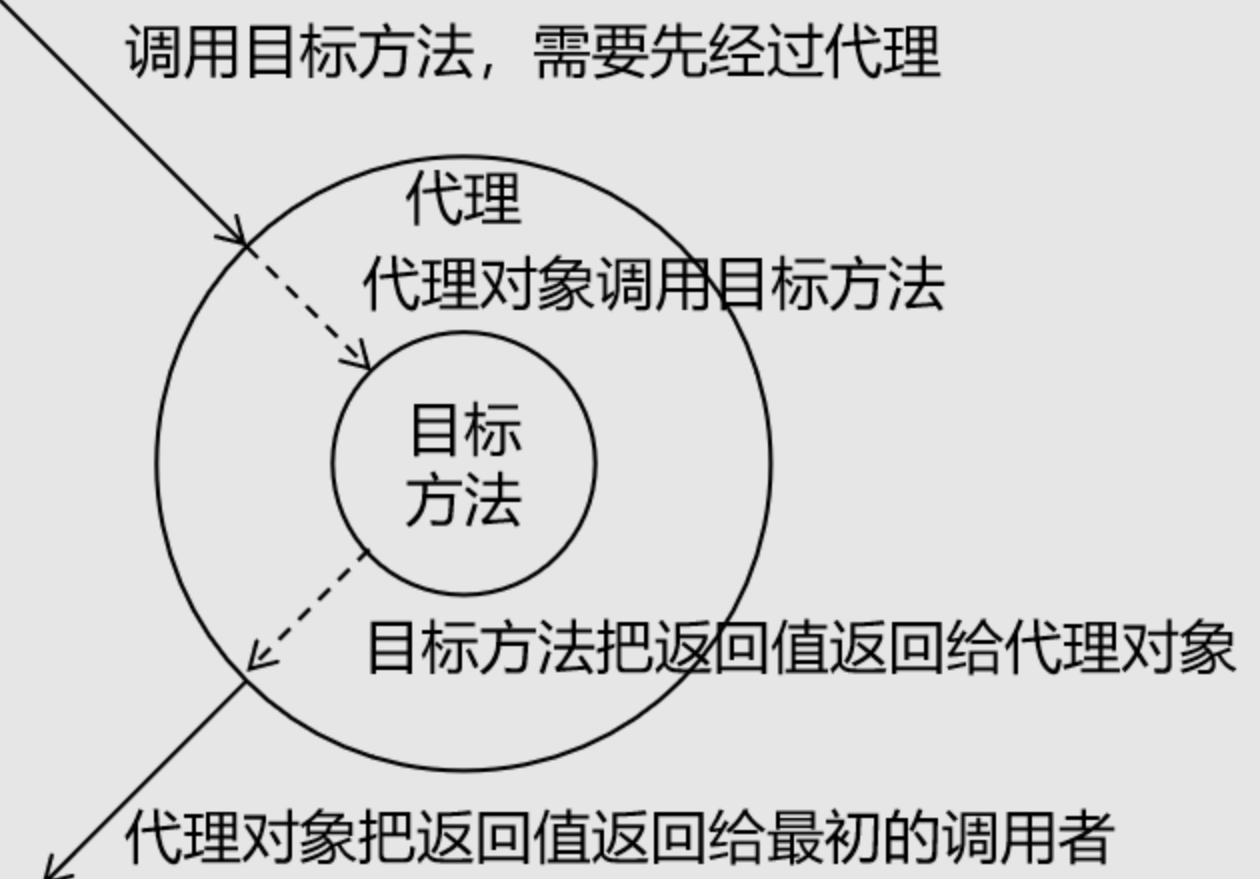 调用目标方法，需要先经过代理
代理
代理对象调用目标方法
目标
方法
目标方法把返回值返回给代理对象
代理对象把返回值返回给最初的调用者